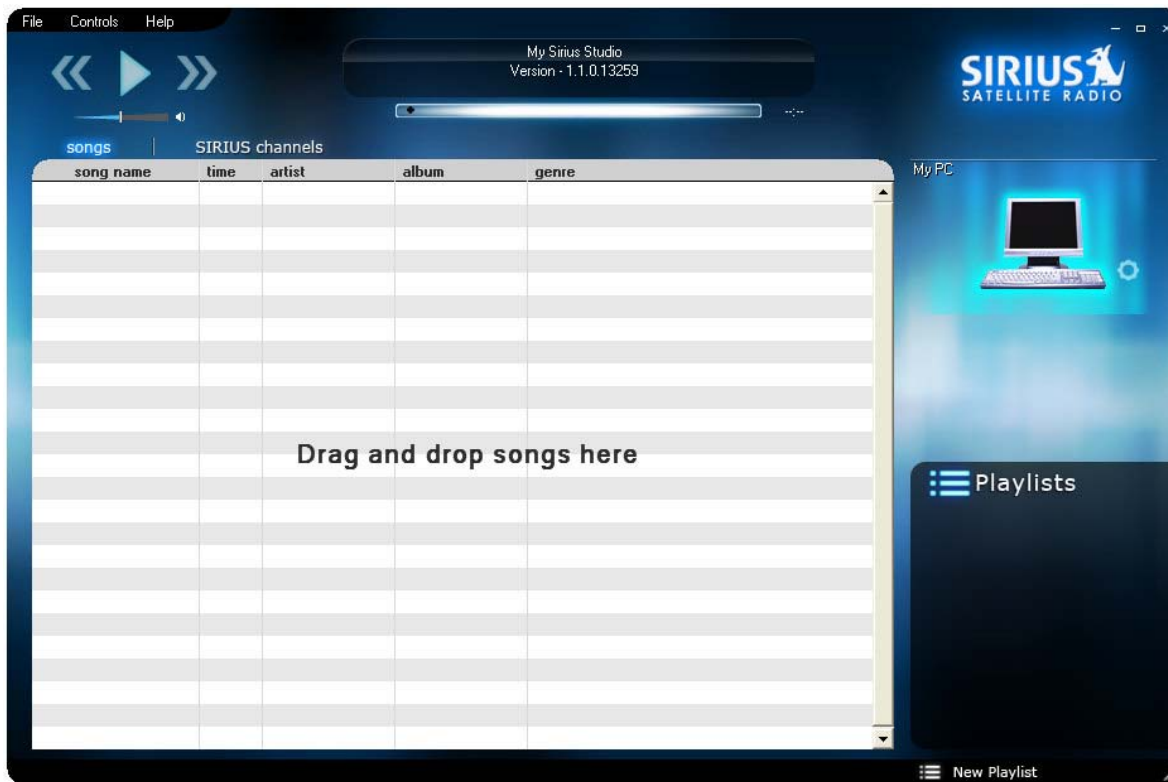 File Controls Help
My Sirius Studio
Version - 1.1.0.13259
SIRIUS
SATELLITE RADIO
--:--
songs | SIRIUS channels
song name time artist album genre
My PC
Drag and drop songs here
Playlists
New Playlist